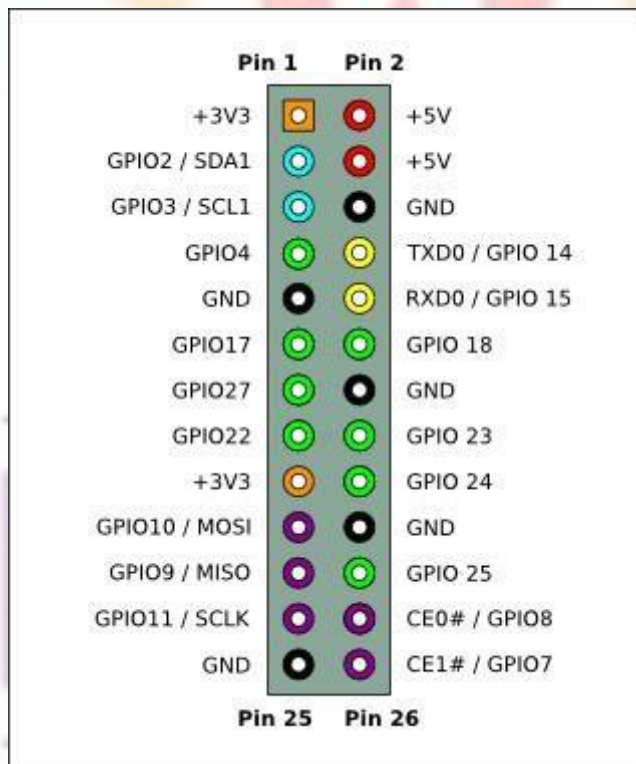 Pin 1 Pin 2
+3V3 +5V
GPIO2 / SDA1 +5V
GPIO3 / SCL1 GND
GPIO4 TXD0 / GPIO 14
GND RXD0 / GPIO 15
GPIO17 GPIO 18
GPIO27 GND
GPIO22 GPIO 23
+3V3 GPIO 24
GPIO10 / MOSI GND
GPIO9 / MISO GPIO 25
GPIO11 / SCLK CE0# / GPIO8
GND CE1# / GPIO7
Pin 25 Pin 26